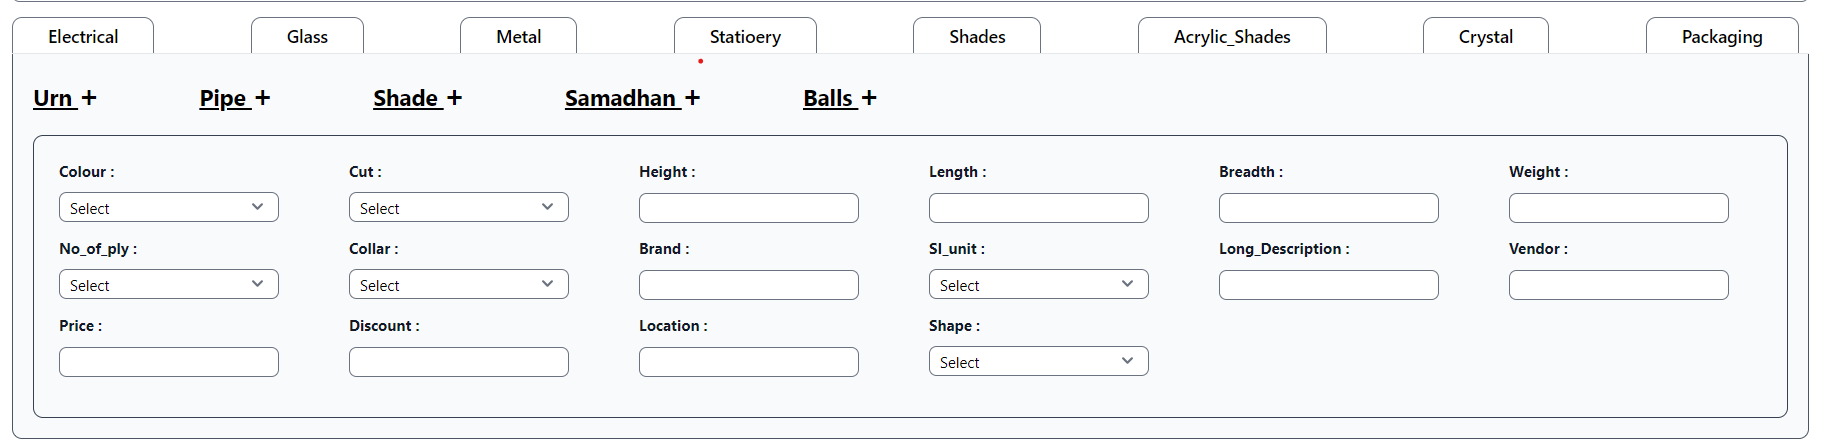 Electrical Glass Metal Statioery Shades Acrylic_Shades Crystal Packaging
Urn + Pipe + Shade + Samadhan + Balls +
Colour : Cut : Height : Length : Breadth : Weight :
Select Select
No_of_ply : Collar : Brand : SI_unit : Long_Description : Vendor :
Select Select Select
Price : Discount : Location : Shape :
Select